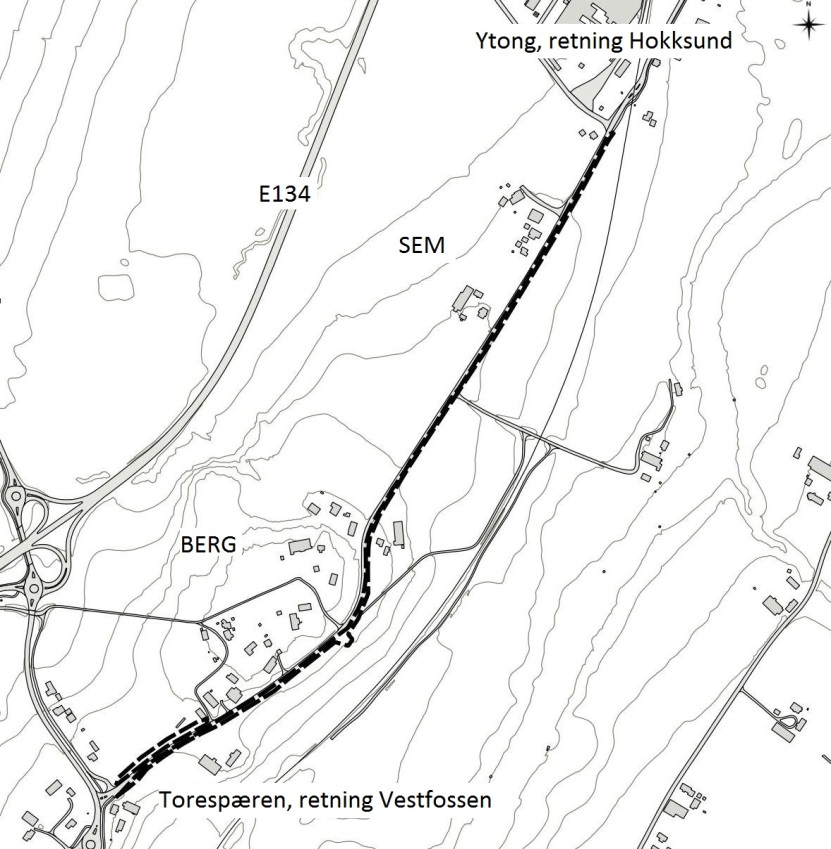 N
Ytong, retning Hokksund
E134
SEM
BERG
Torespæren, retning Vestfossen